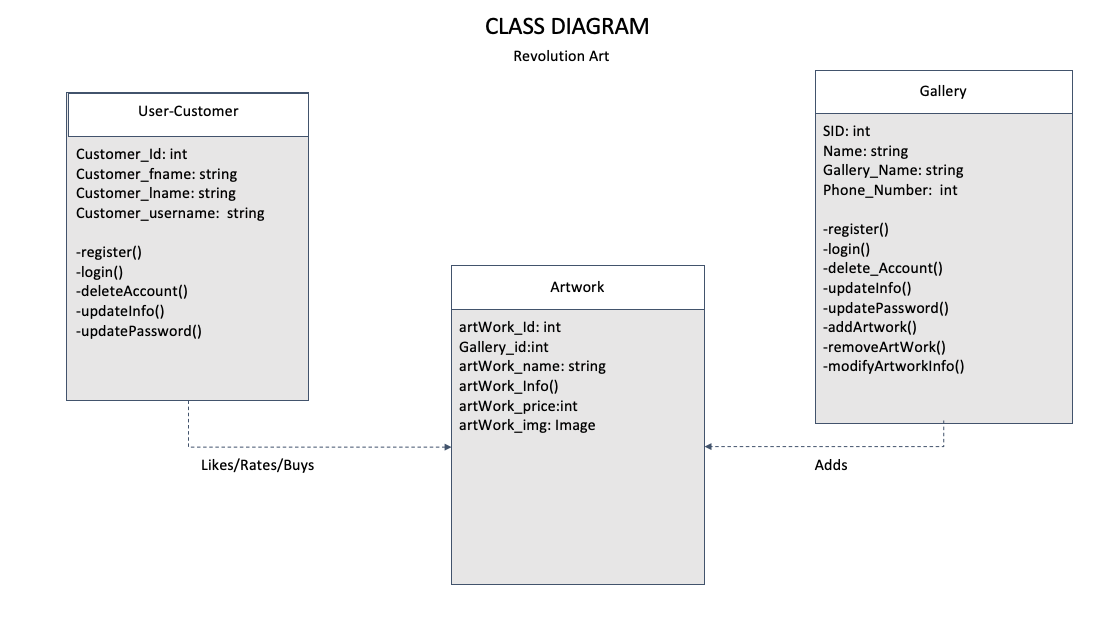 CLASS DIAGRAM
Revolution Art
User-Customer
Customer_Id: int
Customer_fname: string
Customer_lname: string
Customer_username:  string
-register()
-login()
-deleteAccount()
-updateInfo()
-updatePassword()
Gallery
SID: int
Name: string
Gallery_Name: string
Phone_Number:  int
-register()
-login()
-delete_Account()
-updateInfo()
-updatePassword()
-addArtwork()
-removeArtWork()
-modifyArtworkInfo()
Artwork
artWork_Id: int
Gallery_id:int
artWork_name: string
artWork_Info()
artWork_price:int
artWork_img: Image
Likes/Rates/Buys
Adds